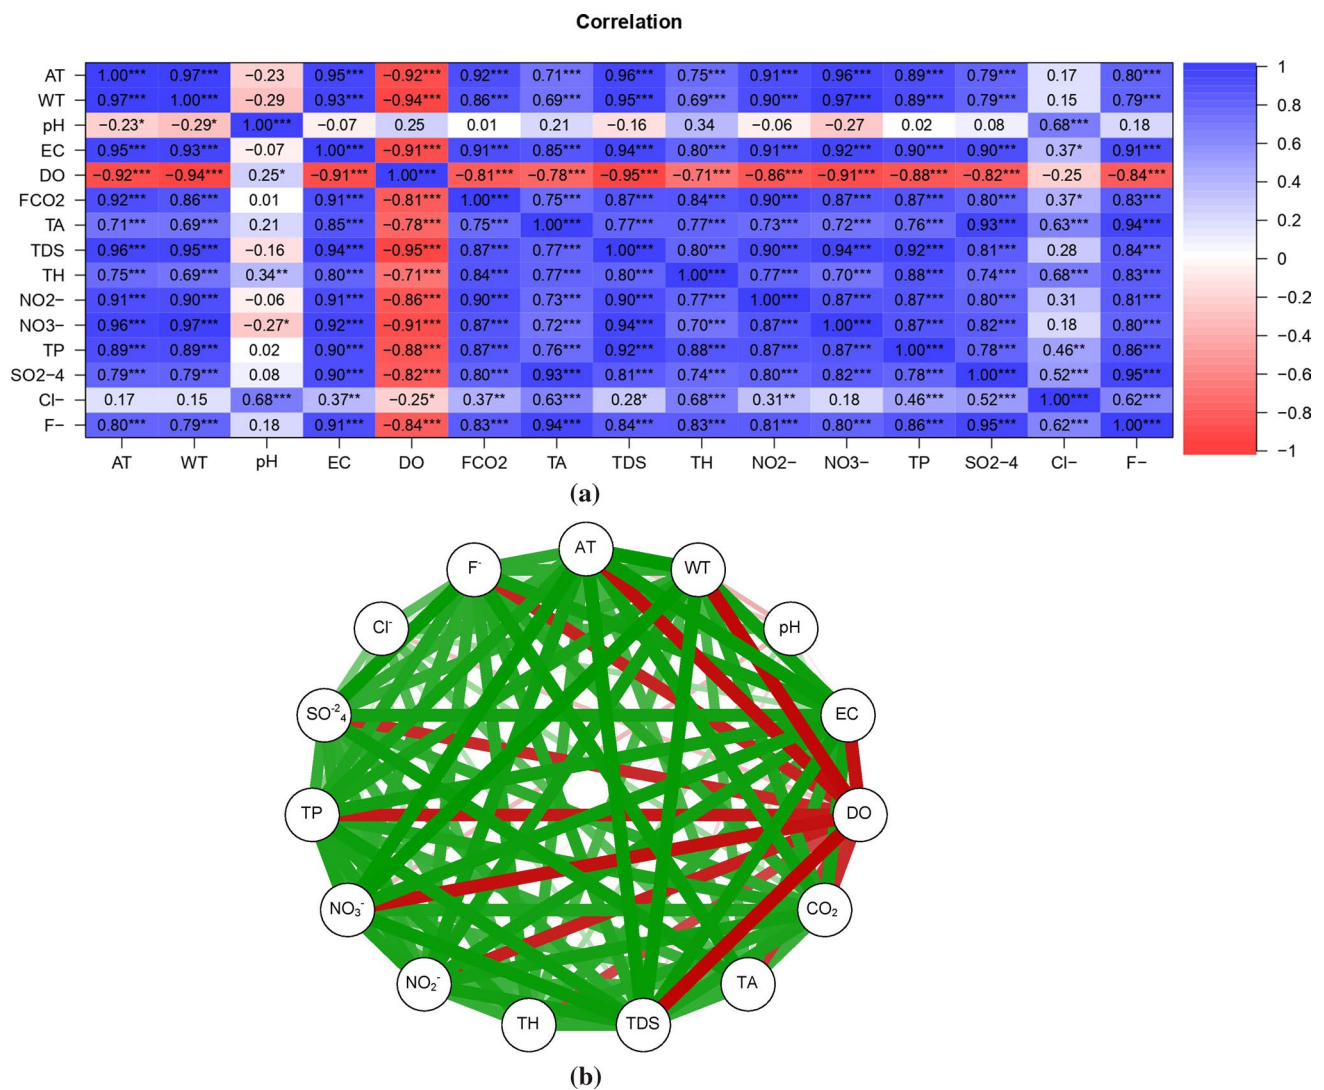 Correlation
AT 1.00*** 0.97*** −0.23 0.95*** −0.92*** 0.92*** 0.71*** 0.96*** 0.75*** 0.91*** 0.96*** 0.89*** 0.79*** 0.17 0.80***
WT 0.97*** 1.00*** −0.29 0.93*** −0.94*** 0.86*** 0.69*** 0.95*** 0.69*** 0.90*** 0.97*** 0.89*** 0.79*** 0.15 0.79***
pH −0.23* −0.29* 1.00*** −0.07 0.25 0.01 0.21 −0.16 0.34 −0.06 −0.27 0.02 0.08 0.68*** 0.18
EC 0.95*** 0.93*** −0.07 1.00*** −0.91*** 0.91*** 0.85*** 0.94*** 0.80*** 0.91*** 0.92*** 0.90*** 0.90*** 0.37* 0.91***
DO −0.92*** −0.94*** 0.25* −0.91*** 1.00*** −0.81*** −0.78*** −0.95*** −0.71*** −0.86*** −0.91*** −0.88*** −0.82*** −0.25 −0.84***
FCO2 0.92*** 0.86*** 0.01 0.91*** −0.81*** 1.00*** 0.75*** 0.87*** 0.84*** 0.90*** 0.87*** 0.87*** 0.80*** 0.37* 0.83***
TA 0.71*** 0.69*** 0.21 0.85*** −0.78*** 0.75*** 1.00*** 0.77*** 0.77*** 0.73*** 0.72*** 0.76*** 0.93*** 0.63*** 0.94***
TDS 0.96*** 0.95*** −0.16 0.94*** −0.95*** 0.87*** 0.77*** 1.00*** 0.80*** 0.90*** 0.94*** 0.92*** 0.81*** 0.28 0.84***
TH 0.75*** 0.69*** 0.34** 0.80*** −0.71*** 0.84*** 0.77*** 0.80*** 1.00*** 0.77*** 0.70*** 0.88*** 0.74*** 0.68*** 0.83***
NO2− 0.91*** 0.90*** −0.06 0.91*** −0.86*** 0.90*** 0.73*** 0.90*** 0.77*** 1.00*** 0.87*** 0.87*** 0.80*** 0.31 0.81***
NO3− 0.96*** 0.97*** −0.27* 0.92*** −0.91*** 0.87*** 0.72*** 0.94*** 0.70*** 0.87*** 1.00*** 0.87*** 0.82*** 0.18 0.80***
TP 0.89*** 0.89*** 0.02 0.90*** −0.88*** 0.87*** 0.76*** 0.92*** 0.88*** 0.87*** 0.87*** 1.00*** 0.78*** 0.46** 0.86***
SO2−4 0.79*** 0.79*** 0.08 0.90*** −0.82*** 0.80*** 0.93*** 0.81*** 0.74*** 0.80*** 0.82*** 0.78*** 1.00*** 0.52*** 0.95***
Cl− 0.17 0.15 0.68*** 0.37** −0.25* 0.37** 0.63*** 0.28* 0.68*** 0.31** 0.18 0.46*** 0.52*** 1.00*** 0.62***
F− 0.80*** 0.79*** 0.18 0.91*** −0.84*** 0.83*** 0.94*** 0.84*** 0.83*** 0.81*** 0.80*** 0.86*** 0.95*** 0.62*** 1.00***
AT WT pH EC DO FCO2 TA TDS TH NO2− NO3− TP SO2−4 Cl− F−
1
0.8
0.6
0.4
0.2
0
−0.2
−0.4
−0.6
−0.8
−1
(a)
AT
F⁻
WT
Cl⁻
pH
SO⁻²₄
EC
TP
DO
NO₃⁻
CO₂
NO₂⁻
TA
TH
TDS
(b)